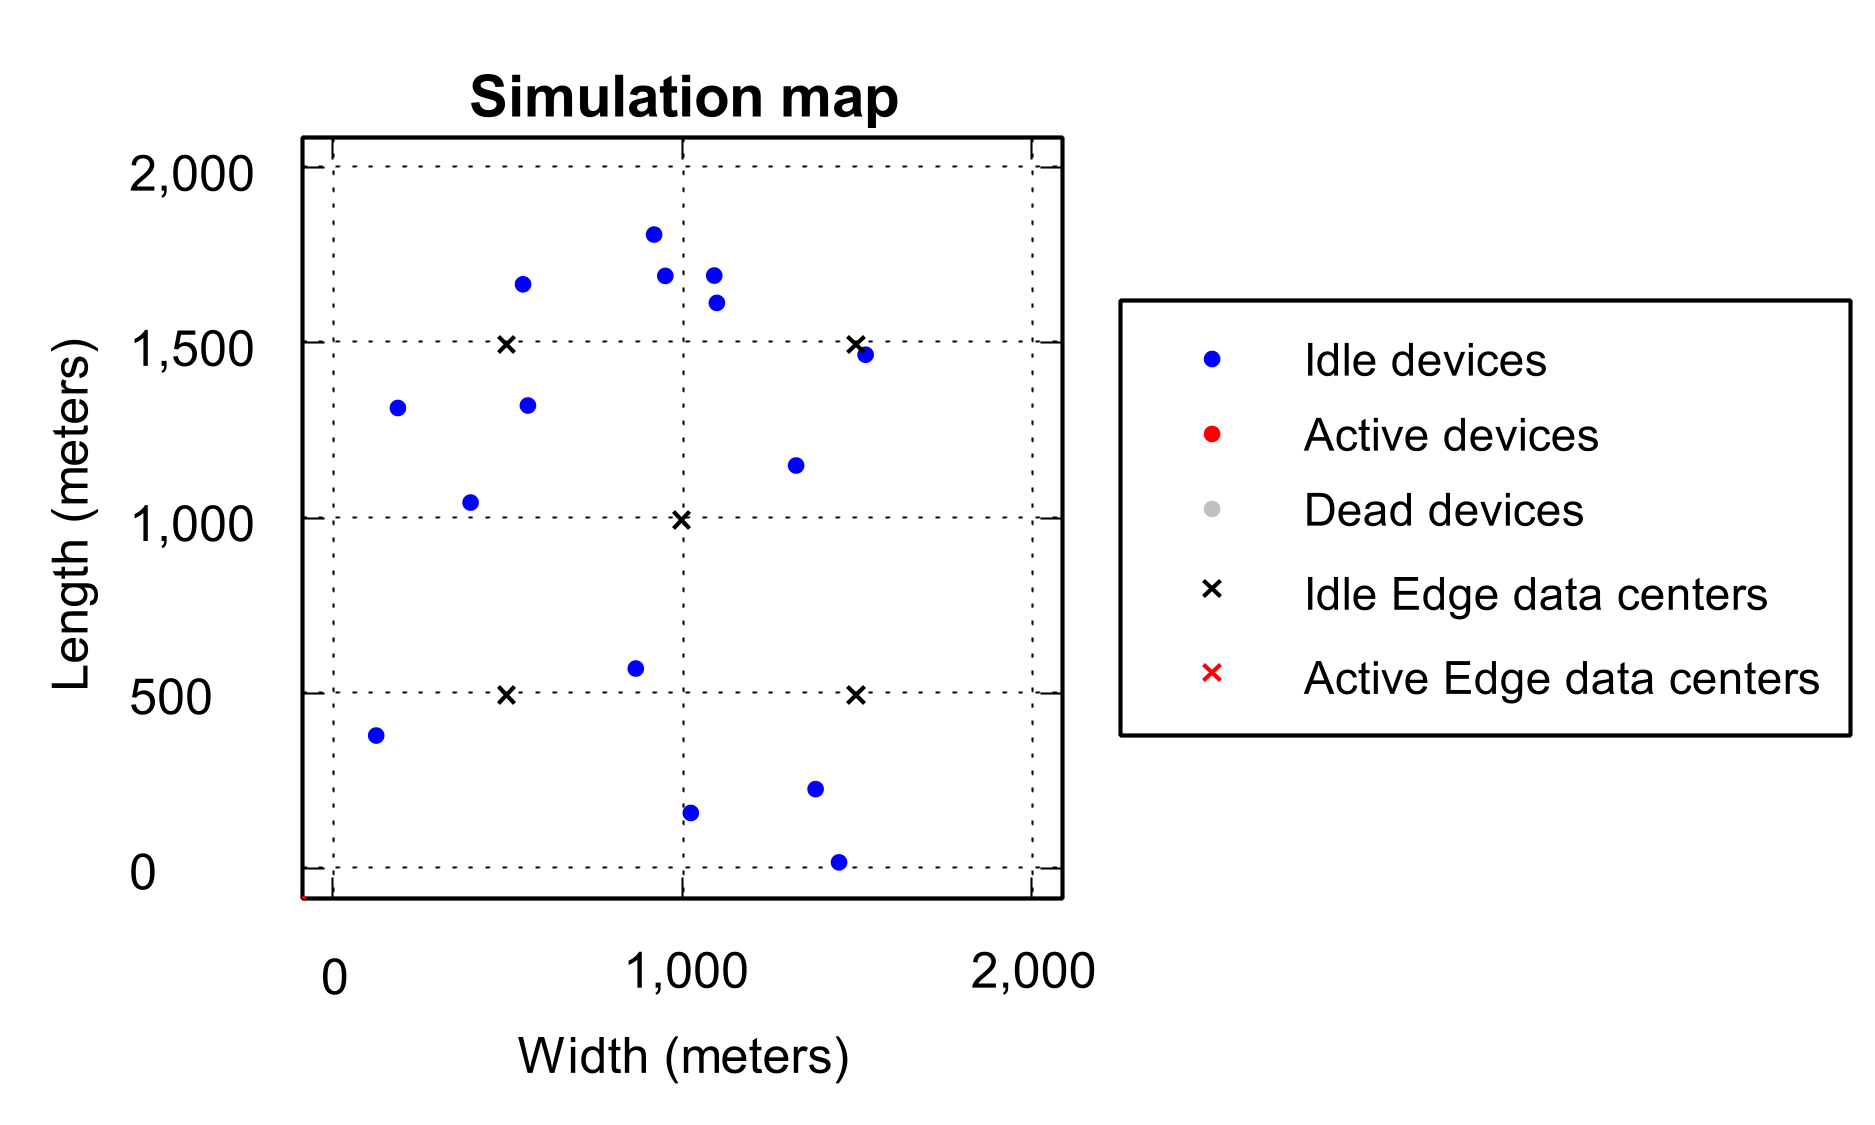 Simulation map
2,000
1,500
1,000
500
0
Length (meters)
0
1,000
2,000
Width (meters)
Idle devices
Active devices
Dead devices
Idle Edge data centers
Active Edge data centers